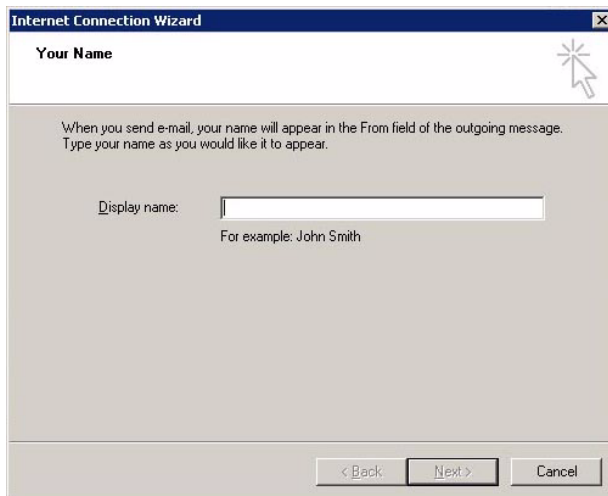 Internet Connection Wizard
Your Name
When you send e-mail, your name will appear in the From field of the outgoing message.
Type your name as you would like it to appear.
Display name:
For example: John Smith
< Back Next > Cancel